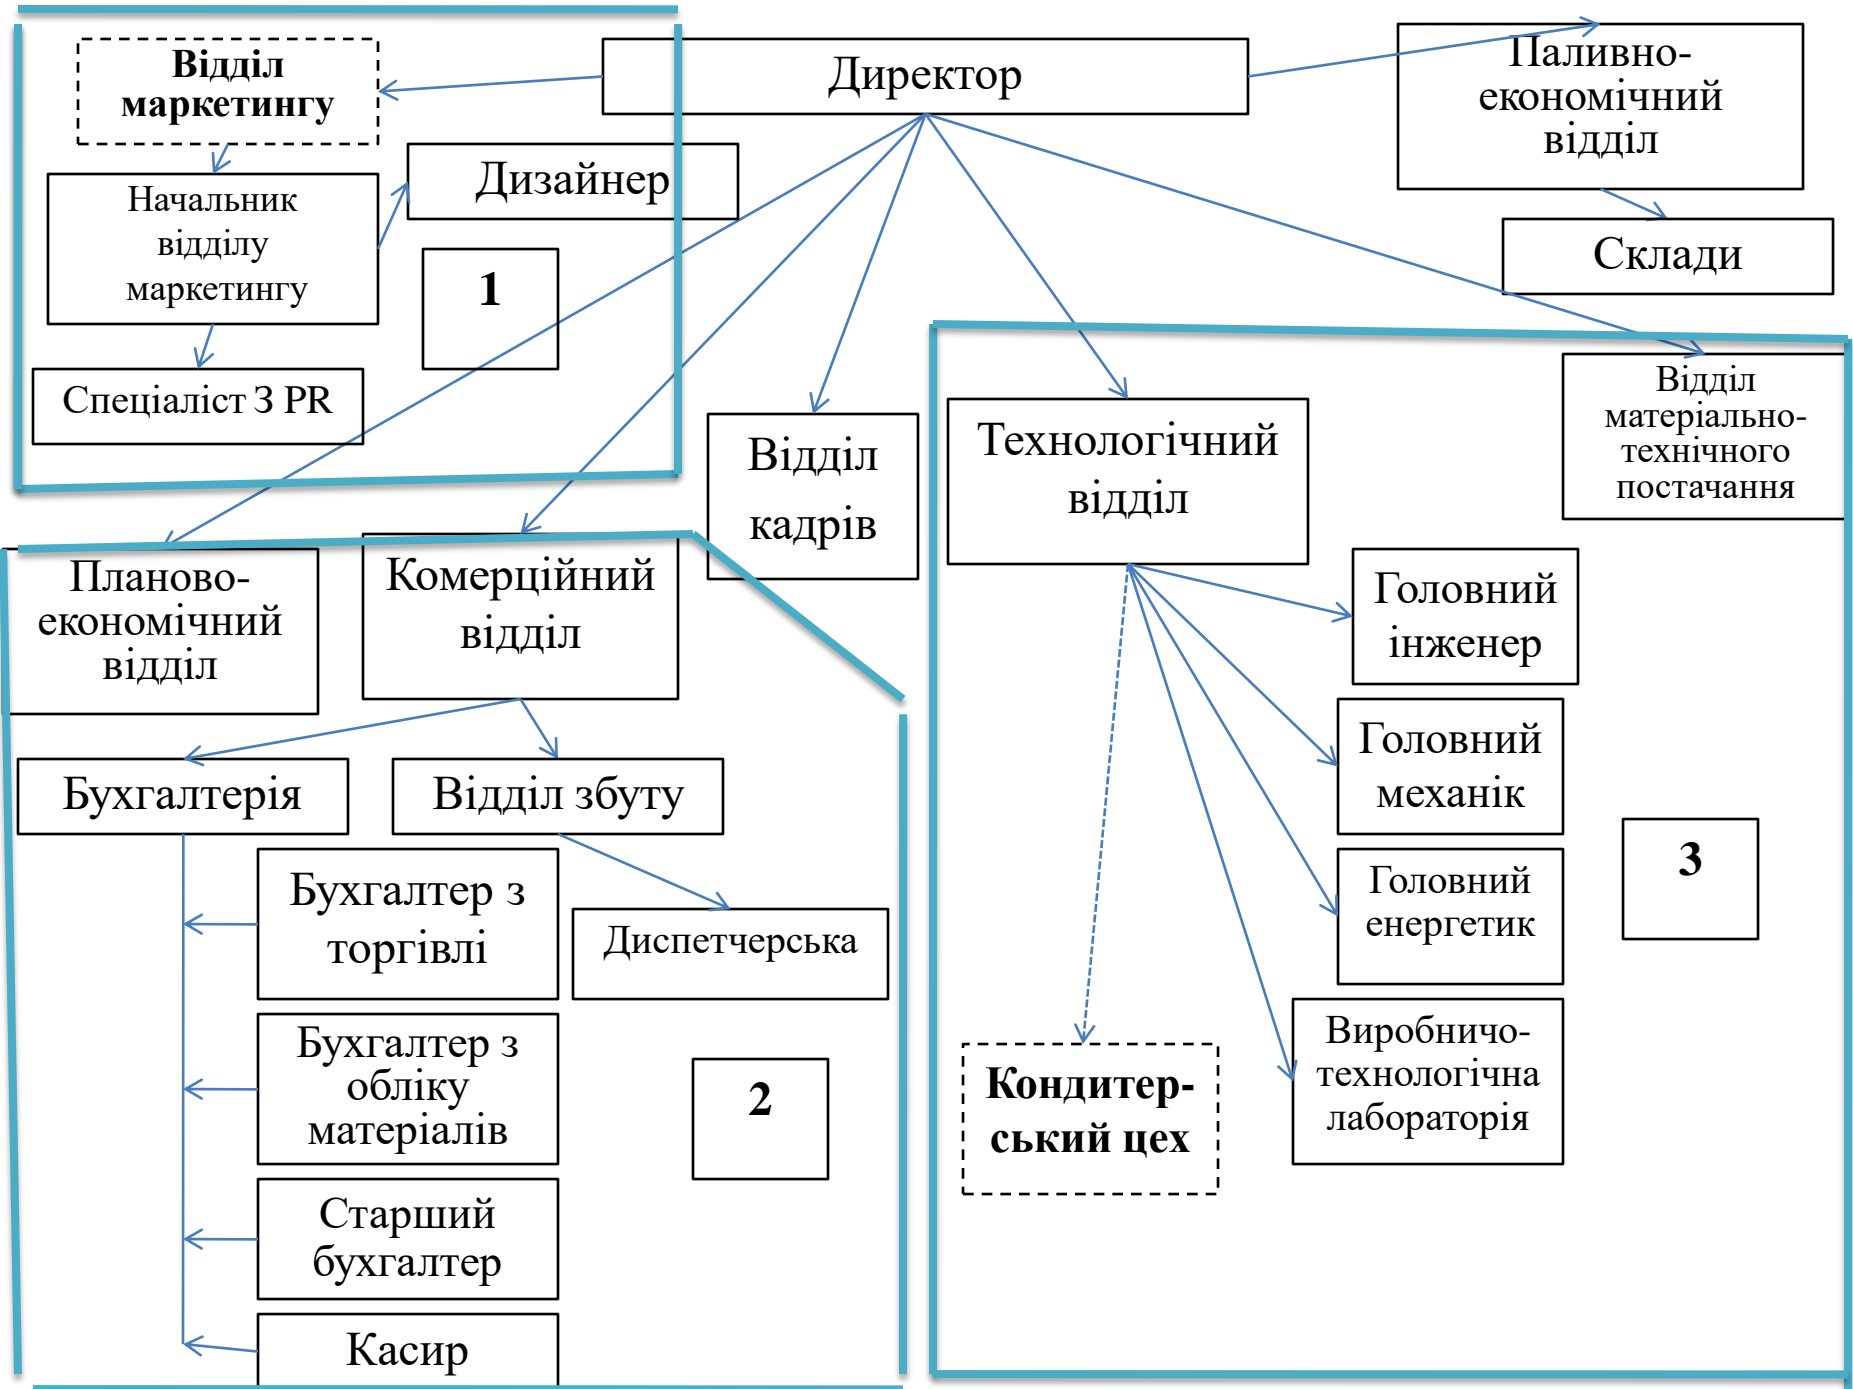 Відділ
маркетингу
Директор
Паливно-
економічний
відділ
Начальник
відділу
маркетингу
Дизайнер
1
Склади
Спеціаліст З PR
Відділ
кадрів
Технологічний
відділ
Відділ
матеріально-
технічного
постачання
Планово-
економічний
відділ
Комерційний
відділ
Головний
інженер
Бухгалтерія
Відділ збуту
Головний
механік
Бухгалтер з
торгівлі
Диспетчерська
Головний
енергетик
3
Бухгалтер з
обліку
матеріалів
2
Кондитер-
ський цех
Виробничо-
технологічна
лабораторія
Старший
бухгалтер
Касир